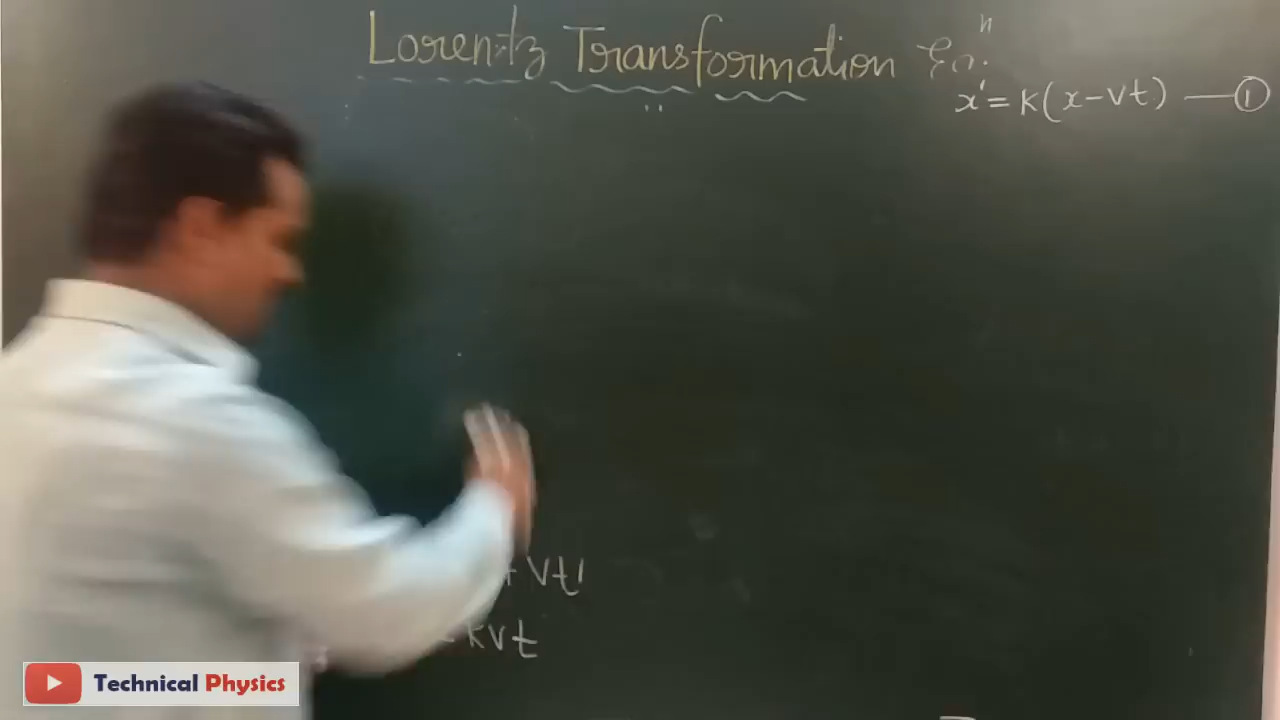 Lorentz Transformation Eqn.
x' = K(x-vt) —①
+ vt'
- kvt
Technical Physics